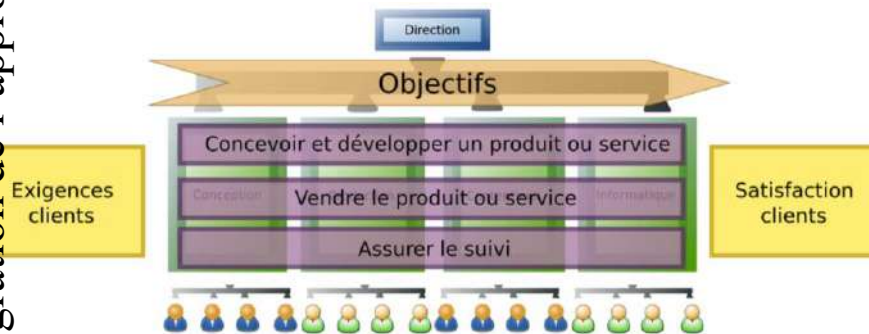 Direction
Objectifs
Exigences
clients
Concevoir et développer un produit ou service
Conception
Informatique
Vendre le produit ou service
Assurer le suivi
Satisfaction
clients